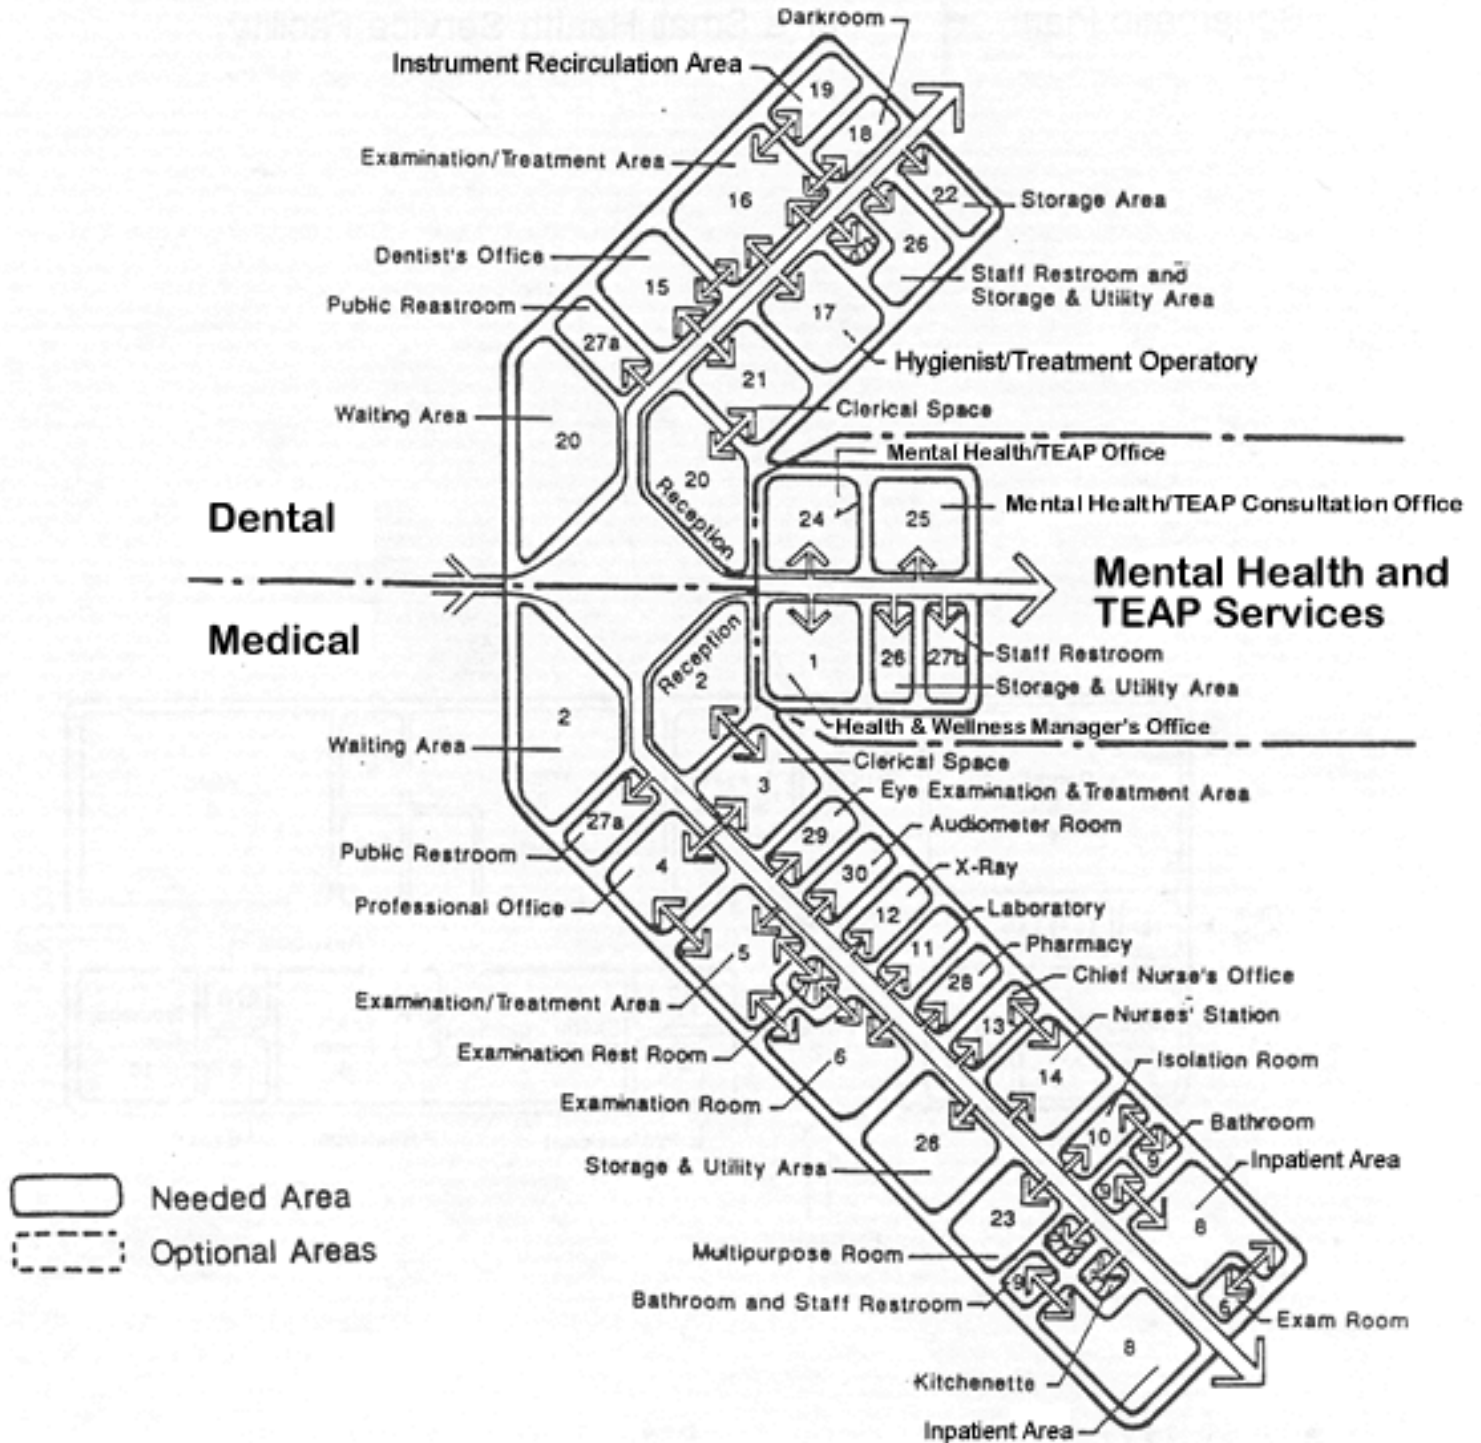 Darkroom
Instrument Recirculation Area
19
18
Examination/Treatment Area
16
22
Storage Area
Dentist's Office
15
26
Staff Restroom and
Storage & Utility Area
Public Reastroom
27a
17
Hygienist/Treatment Operatory
21
Clerical Space
Waiting Area
20
20
Reception
Mental Health/TEAP Office
24
25
Mental Health/TEAP Consultation Office
Dental
Medical
Mental Health and
TEAP Services
Reception
2
1
26
27b
Staff Restroom
Storage & Utility Area
Health & Wellness Manager's Office
2
Waiting Area
Clerical Space
3
Eye Examination & Treatment Area
29
Audiometer Room
30
X-Ray
12
Laboratory
11
Pharmacy
28
Chief Nurse's Office
13
Nurses' Station
14
Isolation Room
10
Bathroom
9
9
Inpatient Area
8
27a
Public Restroom
4
Professional Office
5
Examination/Treatment Area
Examination Rest Room
6
Examination Room
26
Storage & Utility Area
23
Multipurpose Room
9
Bathroom and Staff Restroom
6
Exam Room
8
Kitchenette
Inpatient Area
Needed Area
Optional Areas